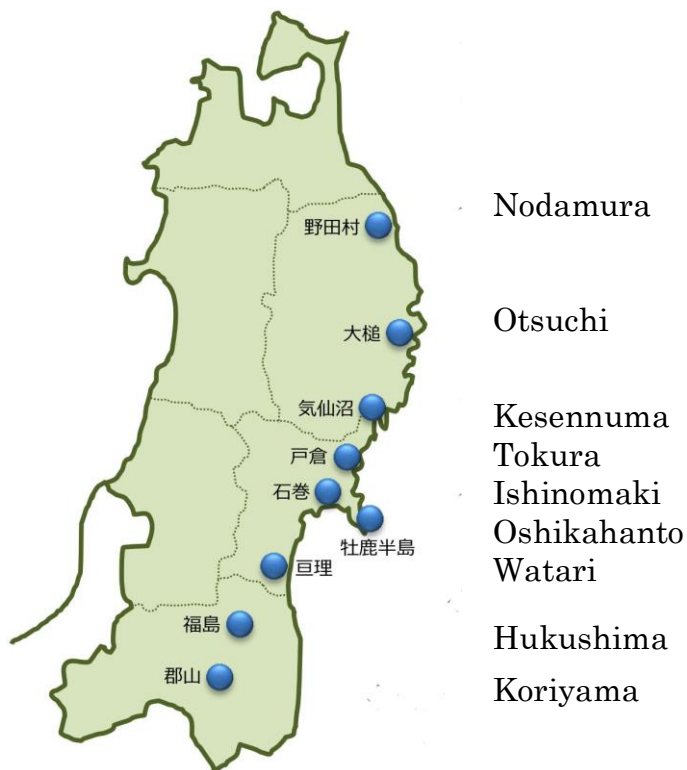 野田村
Nodamura
大槌
Otsuchi
気仙沼
Kesennuma
戸倉
Tokura
石巻
Ishinomaki
牡鹿半島
Oshikahanto
亘理
Watari
福島
Hukushima
郡山
Koriyama